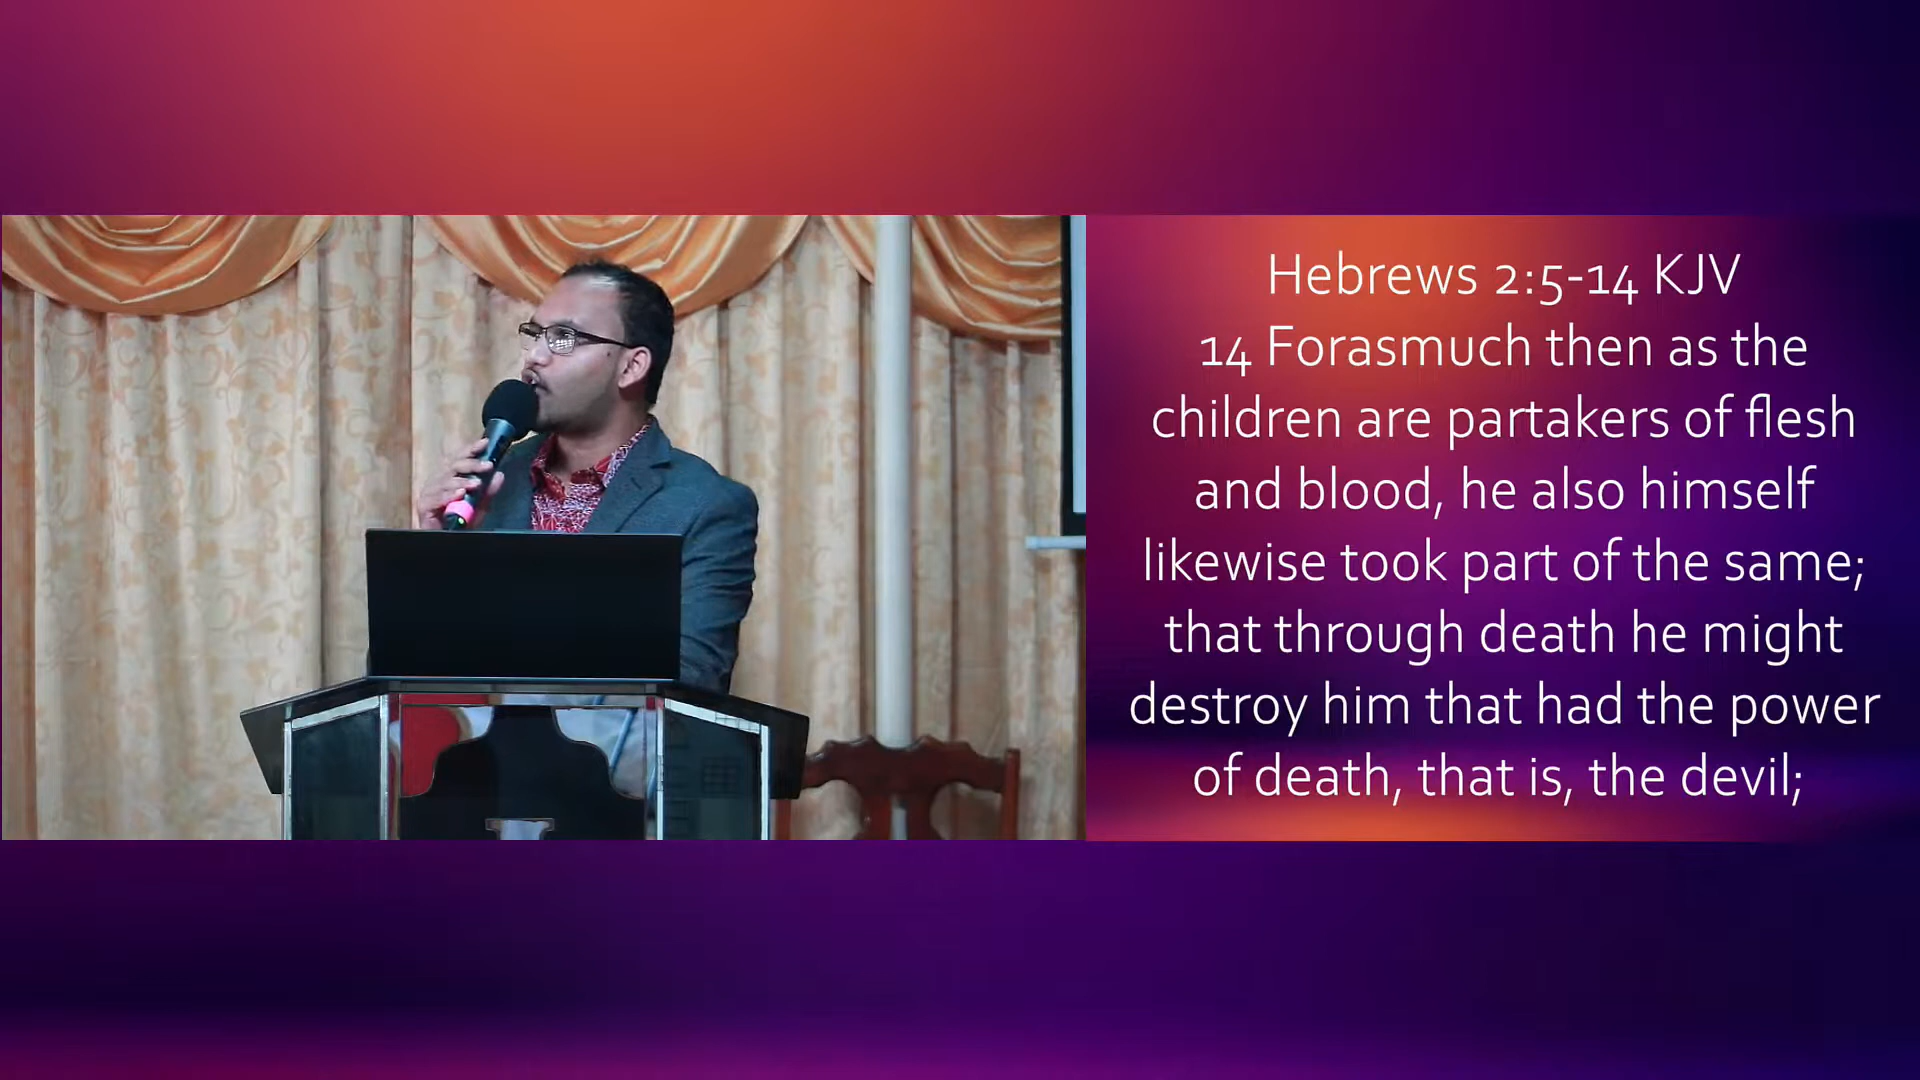 Hebrews 2:5-14 KJV
14 Forasmuch then as the
children are partakers of flesh
and blood, he also himself
likewise took part of the same;
that through death he might
destroy him that had the power
of death, that is, the devil;